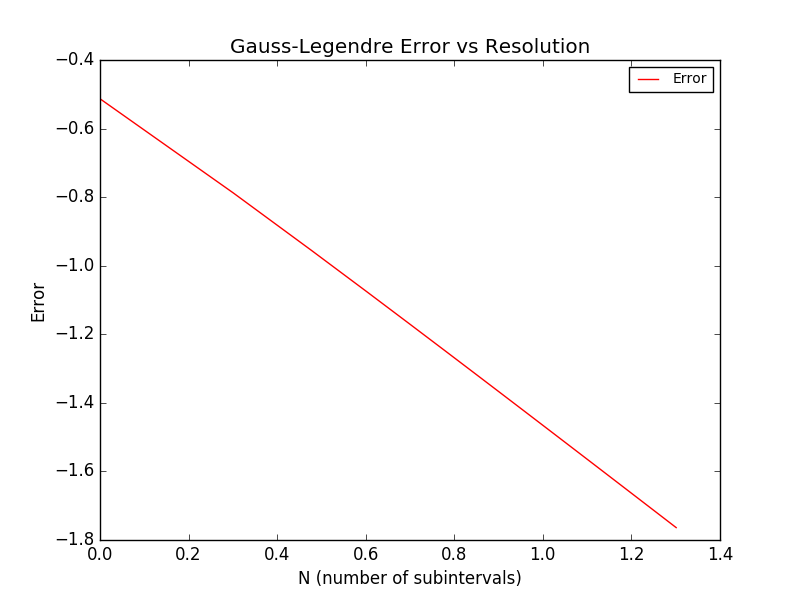 Gauss-Legendre Error vs Resolution
Error
−0.4
−0.6
−0.8
−1.0
−1.2
−1.4
−1.6
−1.8
Error
0.0 0.2 0.4 0.6 0.8 1.0 1.2 1.4
N (number of subintervals)